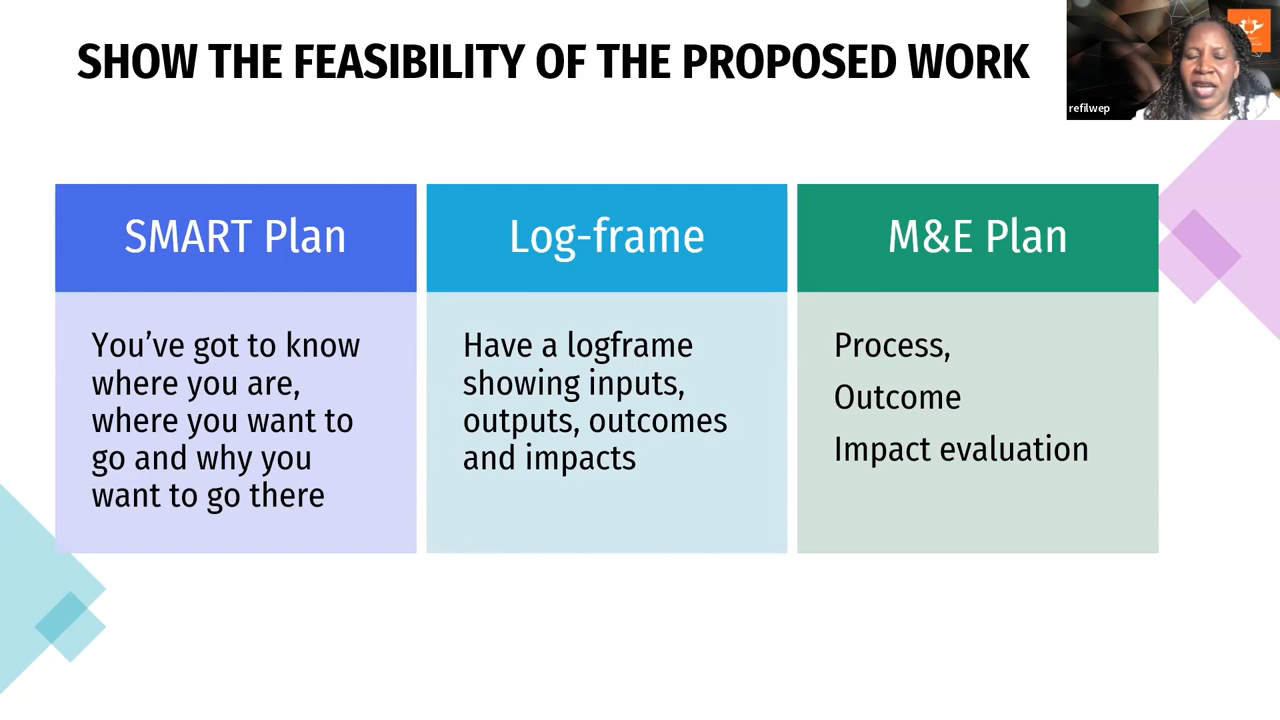 SHOW THE FEASIBILITY OF THE PROPOSED WORK
refilwep
SMART Plan
You’ve got to know
where you are,
where you want to
go and why you
want to go there
Log-frame
Have a logframe
showing inputs,
outputs, outcomes
and impacts
M&E Plan
Process,
Outcome
Impact evaluation